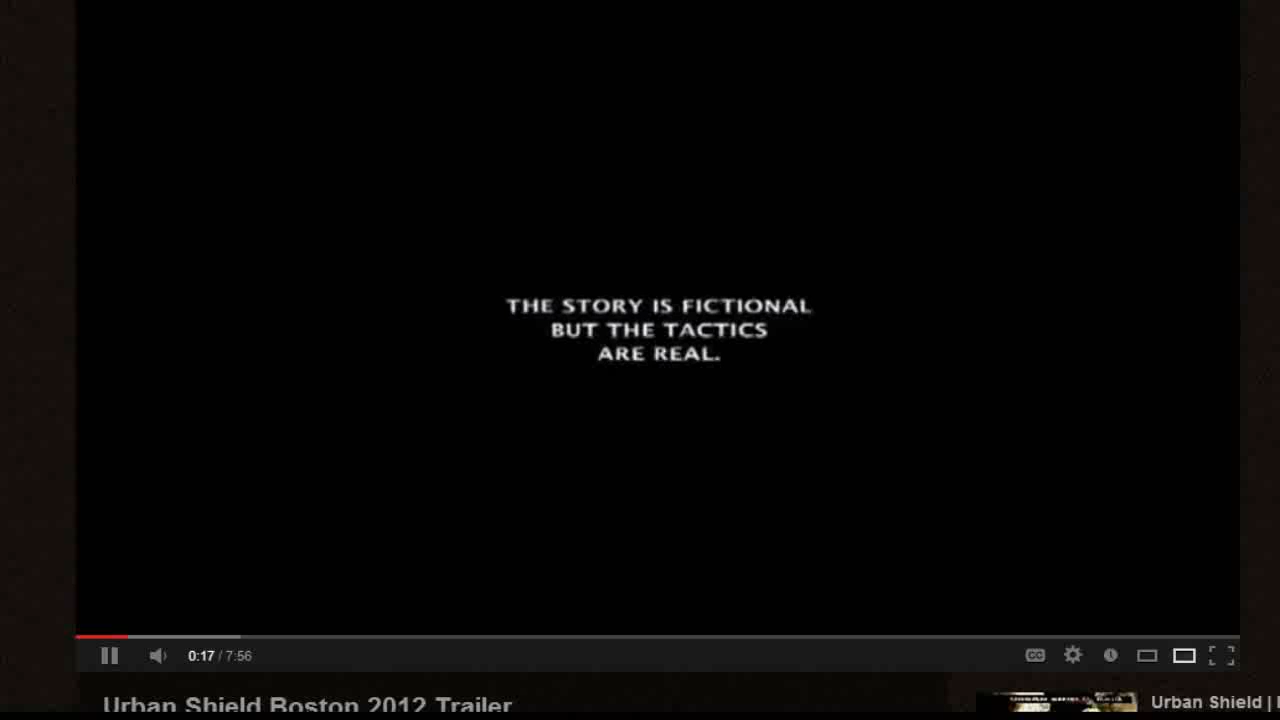 THE STORY IS FICTIONAL
BUT THE TACTICS
ARE REAL.
0:17 / 7:56
CC
Urban Shield Boston 2012 Trailer
Urban Shield |